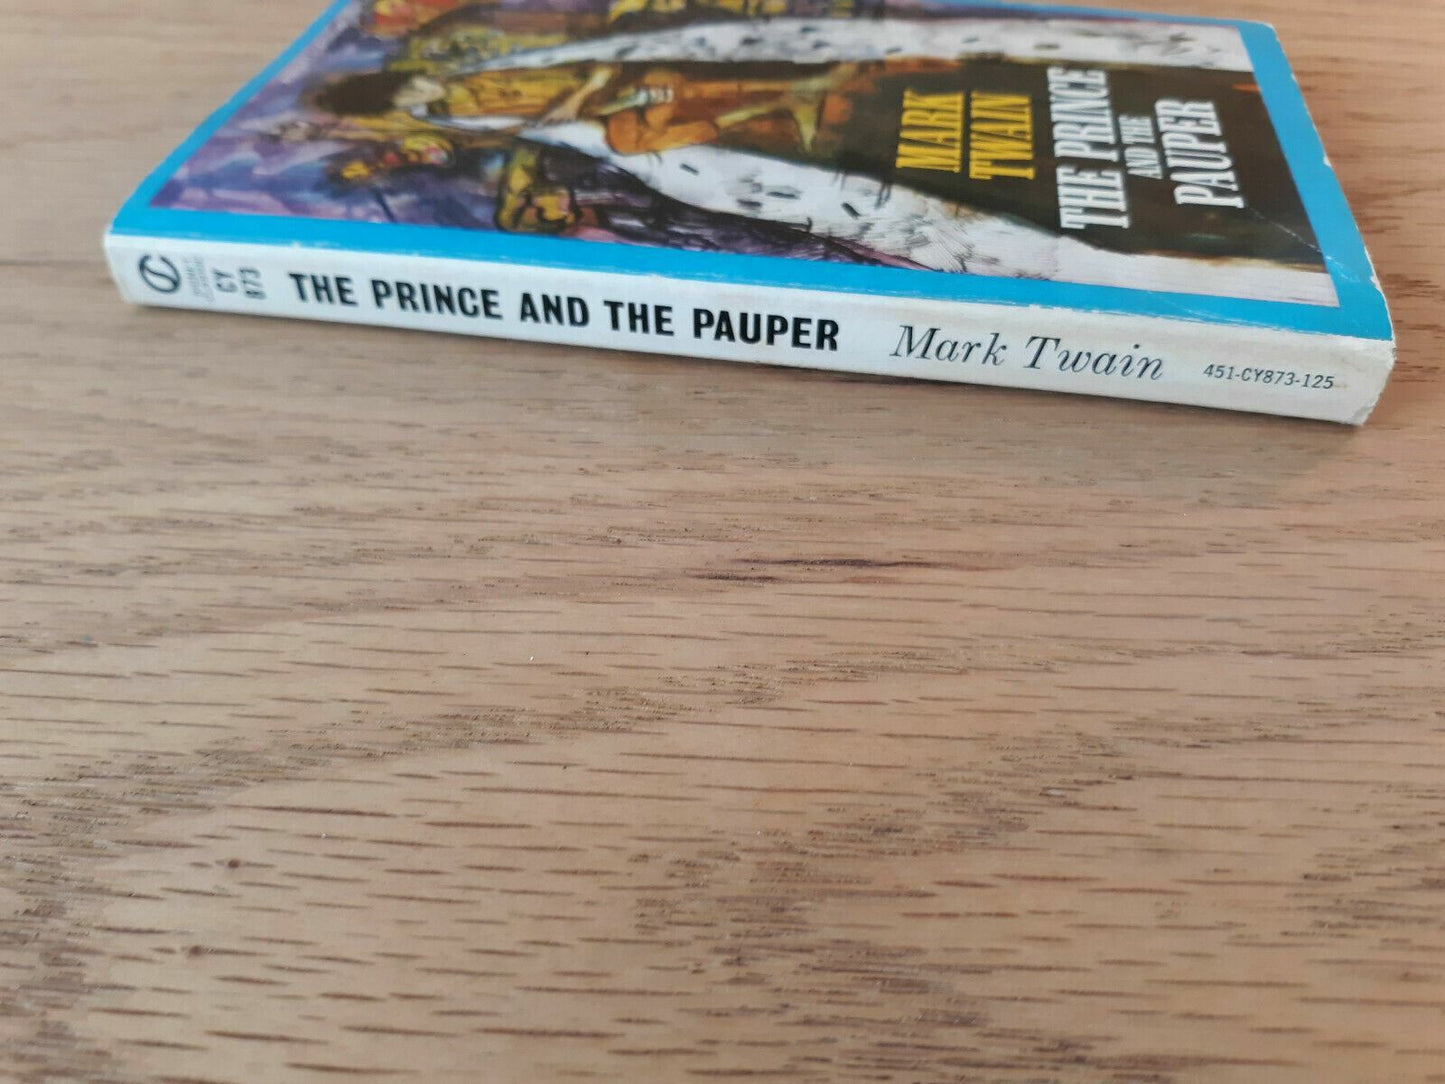 MARK
TWAIN
THE PRINCE
AND THE
PAUPER
CY
873
THE PRINCE AND THE PAUPER Mark Twain 451-CY873-125